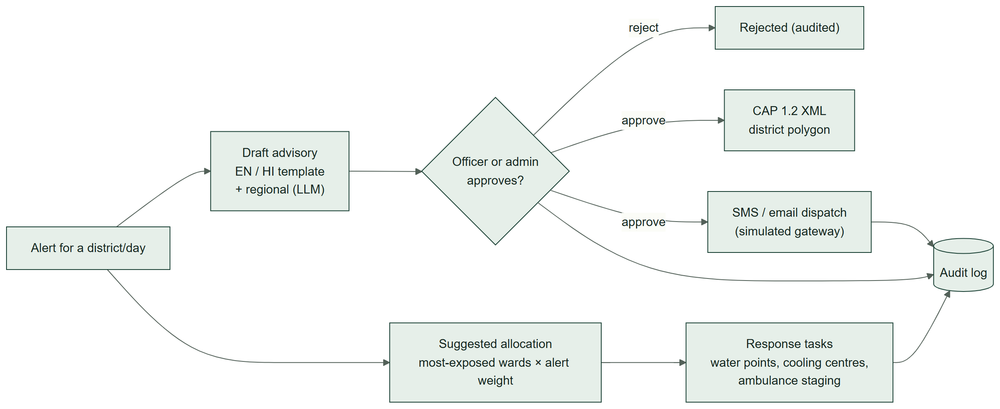 Alert for a district/day
Draft advisory
EN / HI template
+ regional (LLM)
Officer or admin
approves?
reject
Rejected (audited)
approve
CAP 1.2 XML
district polygon
approve
SMS / email dispatch
(simulated gateway)
Audit log
Suggested allocation
most-exposed wards × alert
weight
Response tasks
water points, cooling centres,
ambulance staging